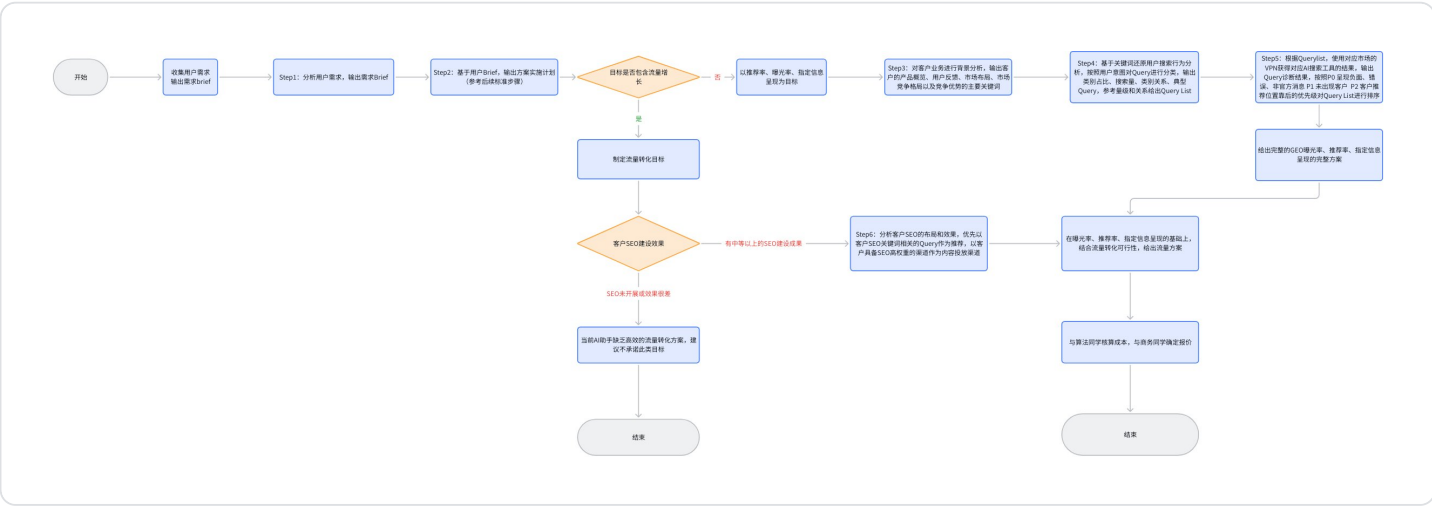 开始
收集用户需求
输出需求brief
Step1：分析用户需求，输出需求Brief
Step2：基于用户Brief，输出方案实施计划
（参考后续标准步骤）
目标是否包含流量增
长
否
以推荐率、曝光率、指定信息
呈现为目标
Step3：对客户业务进行背景分析，输出客
户的产品概览、用户反馈、市场布局、市场
竞争格局以及竞争优势的主要关键词
Step4：基于关键词还原用户搜索行为分
析，按照用户意图对Query进行分类，输出
类别占比、搜索量、类别关系、典型
Query，参考量级和关系给出Query List
Step5：根据Querylist，使用对应市场的
VPN获得对应AI搜索工具的结果，输出
Query诊断结果，按照P0 呈现负面、错
误、非官方消息 P1 未出现客户 P2 客户推
荐位置靠后的优先级对Query List进行排序
是
制定流量转化目标
给出完整的GEO曝光率、推荐率、指定信息
呈现的完整方案
客户SEO建设效果
有中等以上的SEO建设成果
Step6：分析客户SEO的布局和效果，优先以
客户SEO关键词相关的Query作为推荐，以客
户具备SEO高权重的渠道作为内容投放渠道
在曝光率、推荐率、指定信息呈现的基础上，
结合流量转化可行性，给出流量方案
SEO未开展或效果很差
当前AI助手缺乏高效的流量转化方案，建
议不承诺此类目标
与算法同学核算成本，与商务同学确定报价
结束
结束